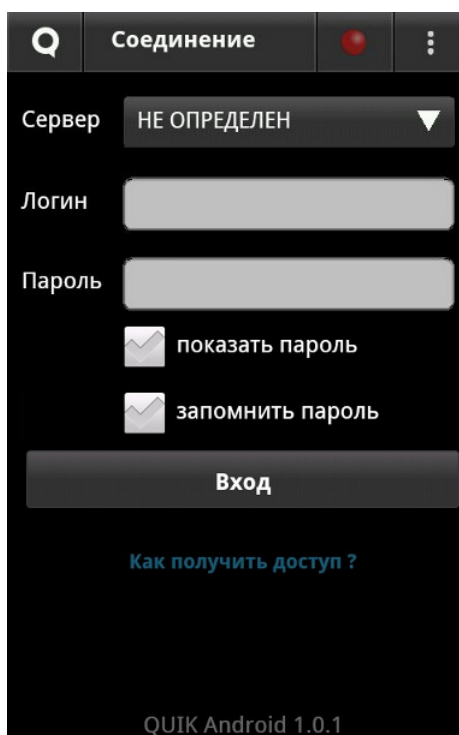 Соединение
Сервер НЕ ОПРЕДЕЛЕН
Логин
Пароль
показать пароль
запомнить пароль
Вход
Как получить доступ ?
QUIK Android 1.0.1